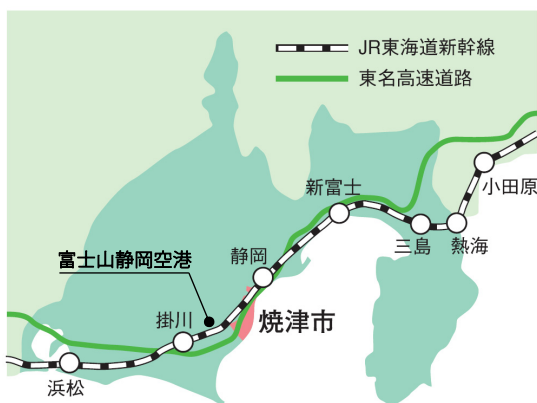 JR東海道新幹線
東名高速道路
小田原
新富士
三島
熱海
静岡
富士山静岡空港
掛川
焼津市
浜松